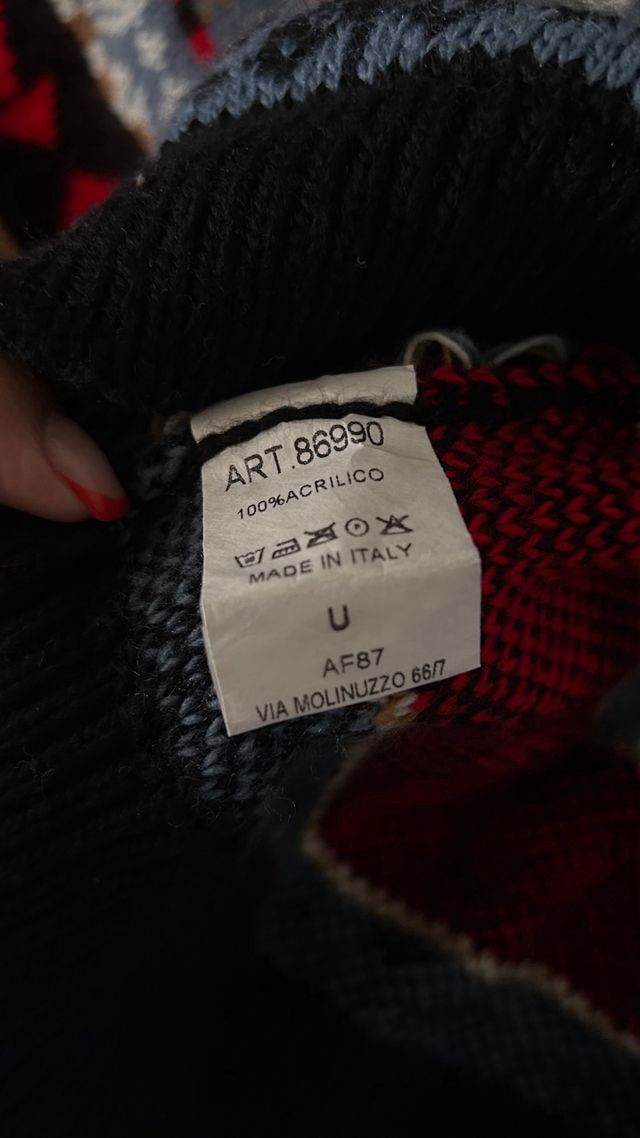 ART.86990
100%ACRILICO
MADE IN ITALY
U
AF87
VIA MOLINUZZO 66/7